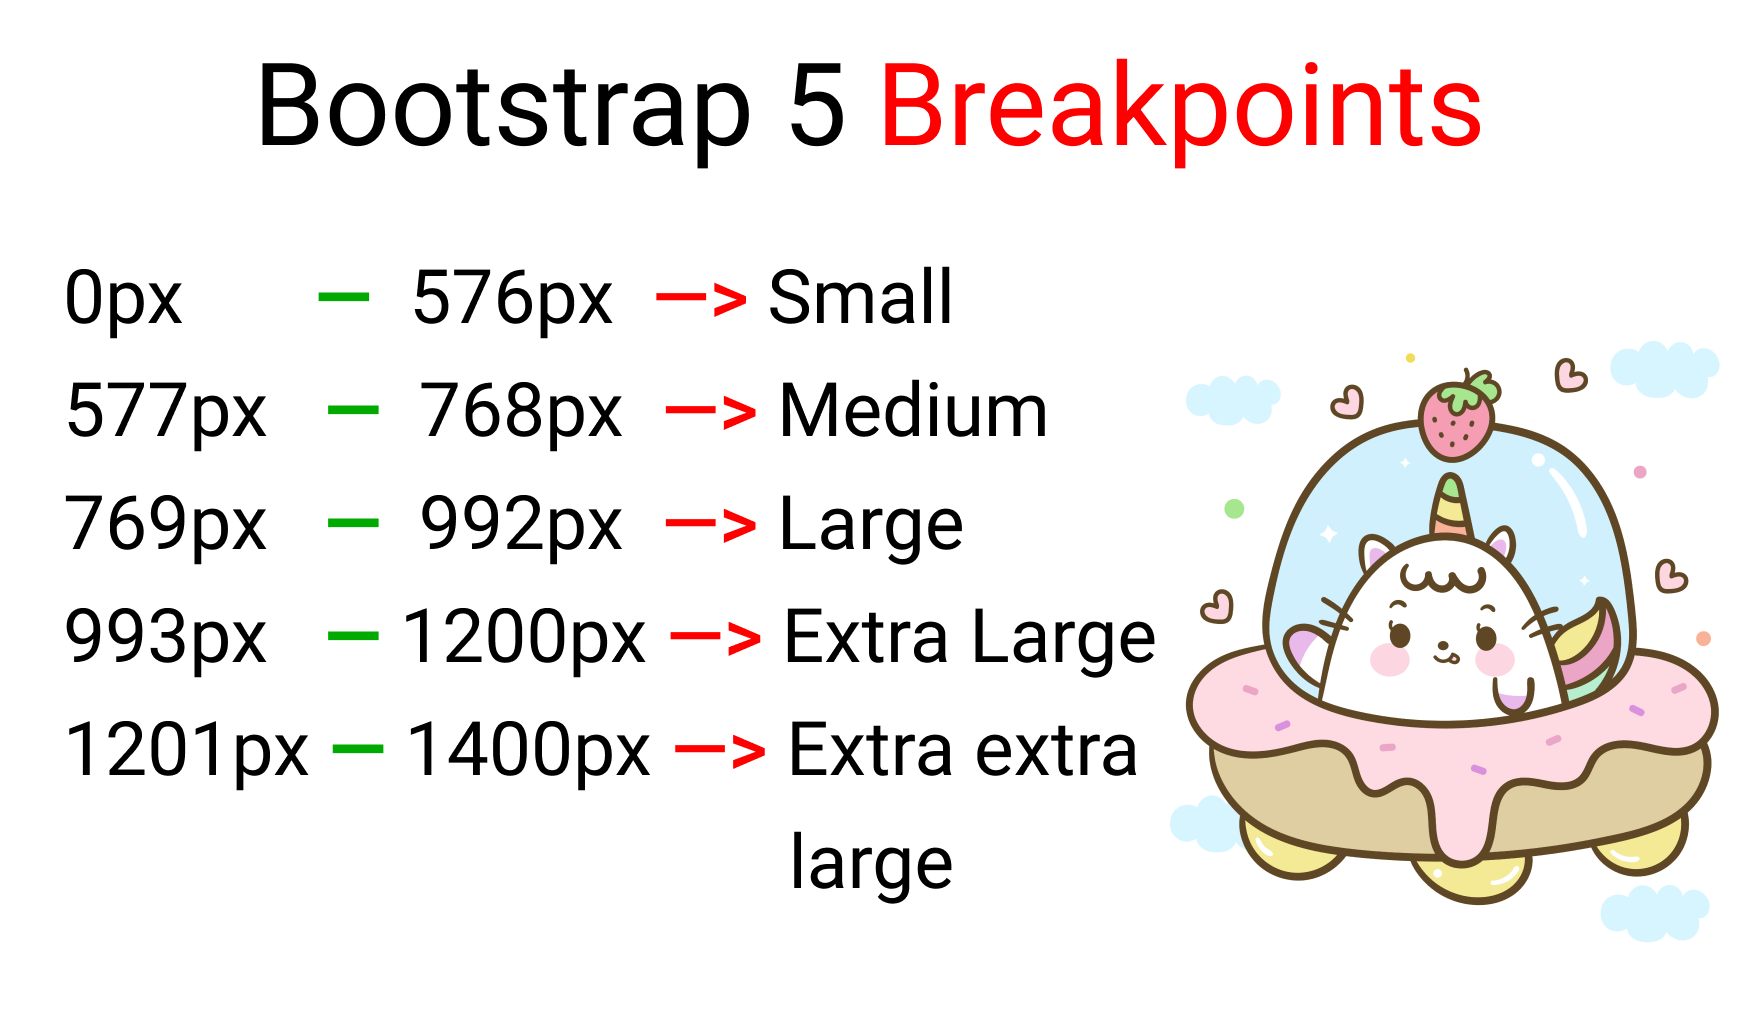 Bootstrap 5 Breakpoints
0px — 576px —> Small
577px — 768px —> Medium
769px — 992px —> Large
993px — 1200px —> Extra Large
1201px — 1400px —> Extra extra
large